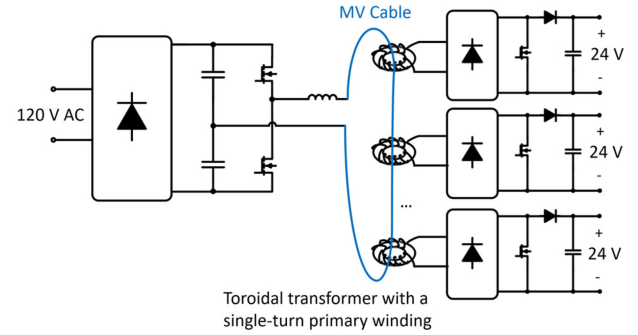 MV Cable
120 V AC
+
24 V
-
+
24 V
-
...
+
24 V
-
Toroidal transformer with a
single-turn primary winding